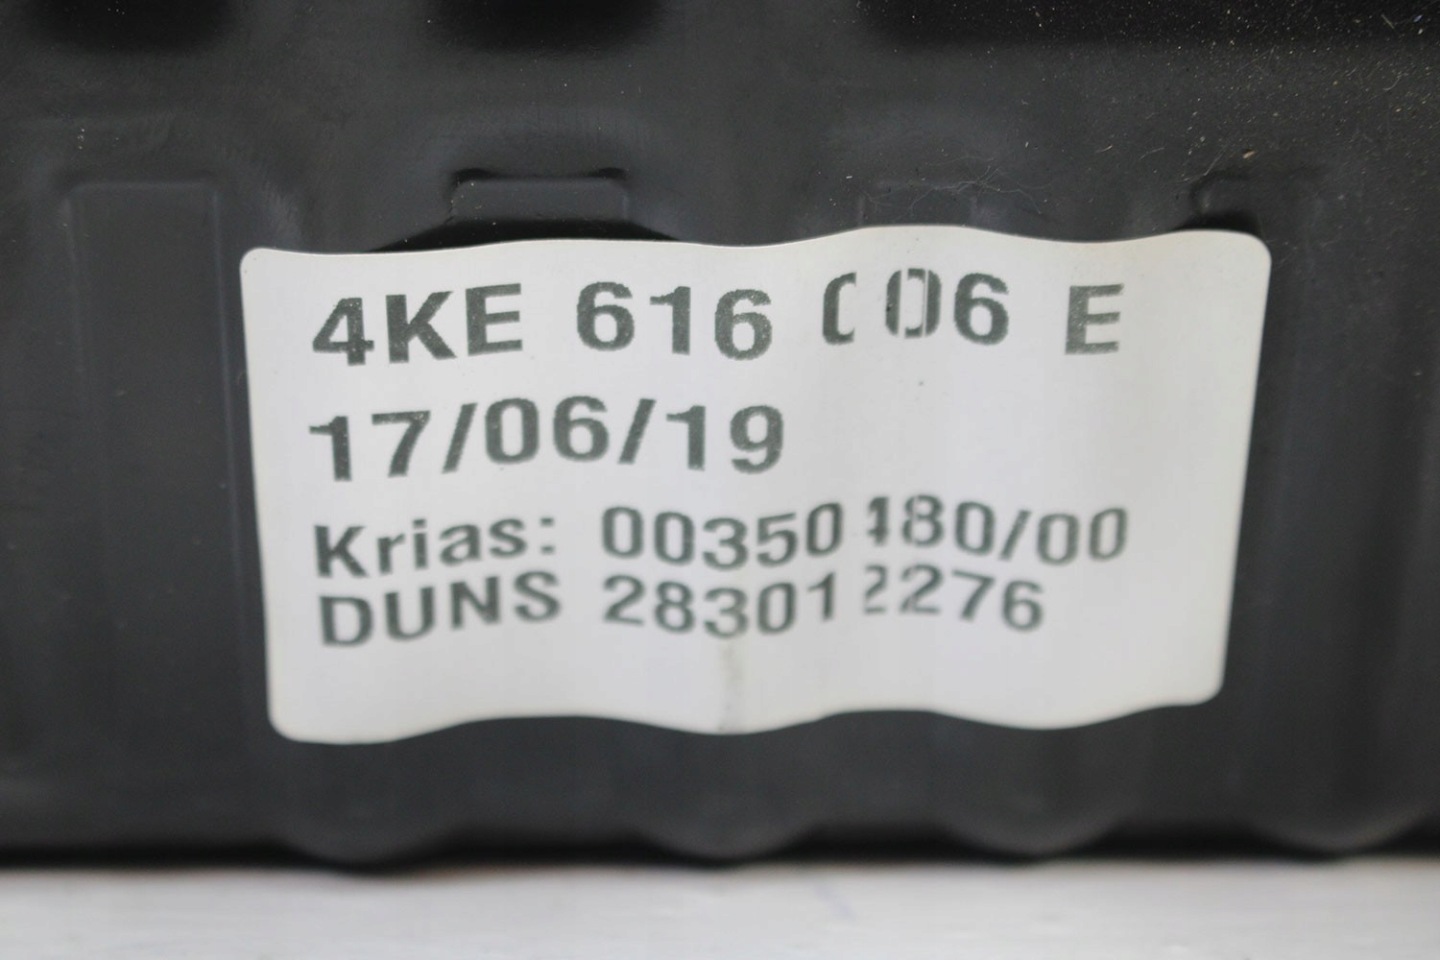 4KE 616 006 E
17/06/19
Krias: 00350480/00
DUNS 283012276